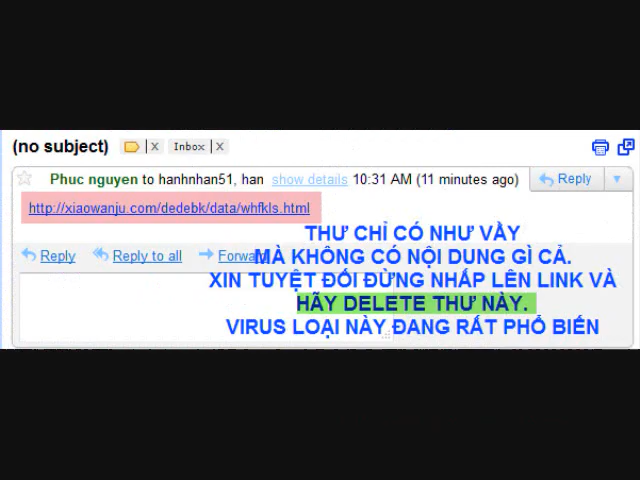 (no subject) | X Inbox | X
Phuc nguyen to hanhnhan51, han show details 10:31 AM (11 minutes ago) Reply
http://xiaowanju.com/dedebk/data/whfkls.html
THƯ CHỈ CÓ NHƯ VẦY
MÀ KHÔNG CÓ NỘI DUNG GÌ CẢ.
Reply Reply to all Forward
XIN TUYỆT ĐỐI ĐỪNG NHẤP LÊN LINK VÀ
HÃY DELETE THƯ NÀY.
VIRUS LOẠI NÀY ĐANG RẤT PHỔ BIẾN